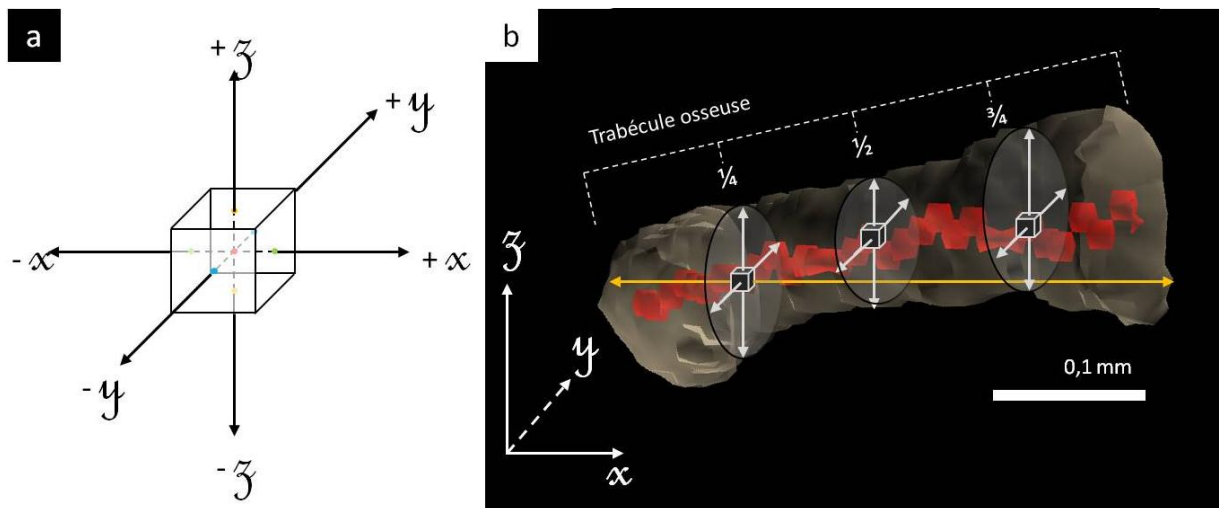 a
+z
+y
-x
+x
-y
-z
b
Trabécule osseuse
¼
½
¾
z
y
x
0,1 mm